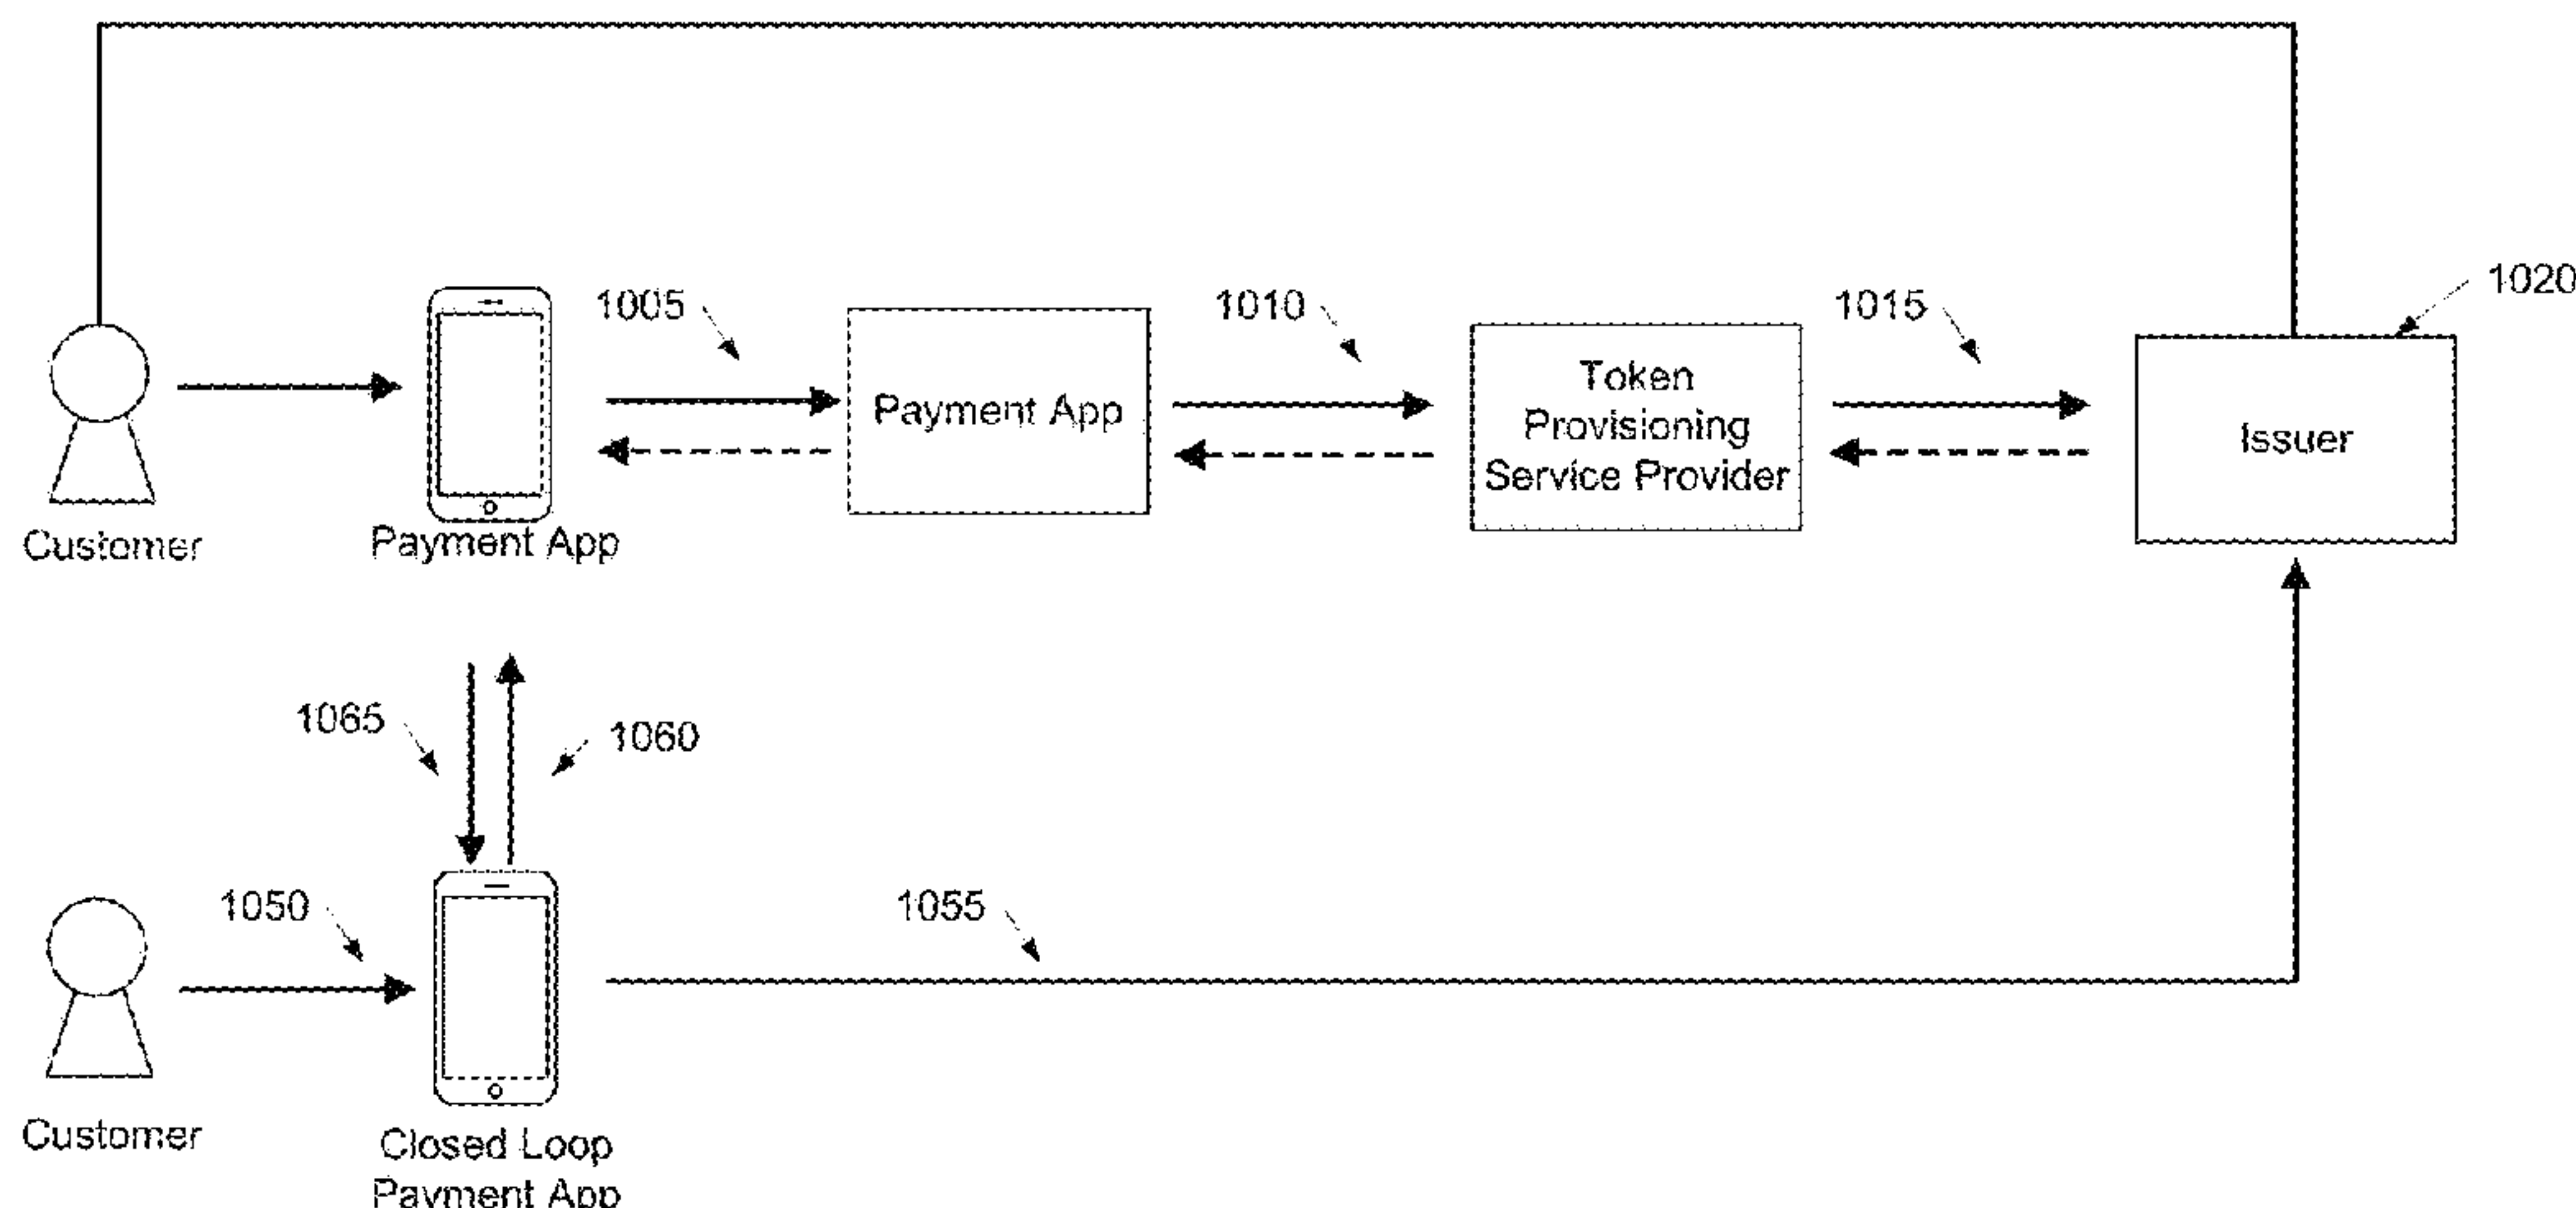 1005
1010
1015
1020
Payment App
Token
Provisioning
Service Provider
Issuer
Customer
Payment App
1065
1060
1050
1055
Customer
Closed Loop
Payment App